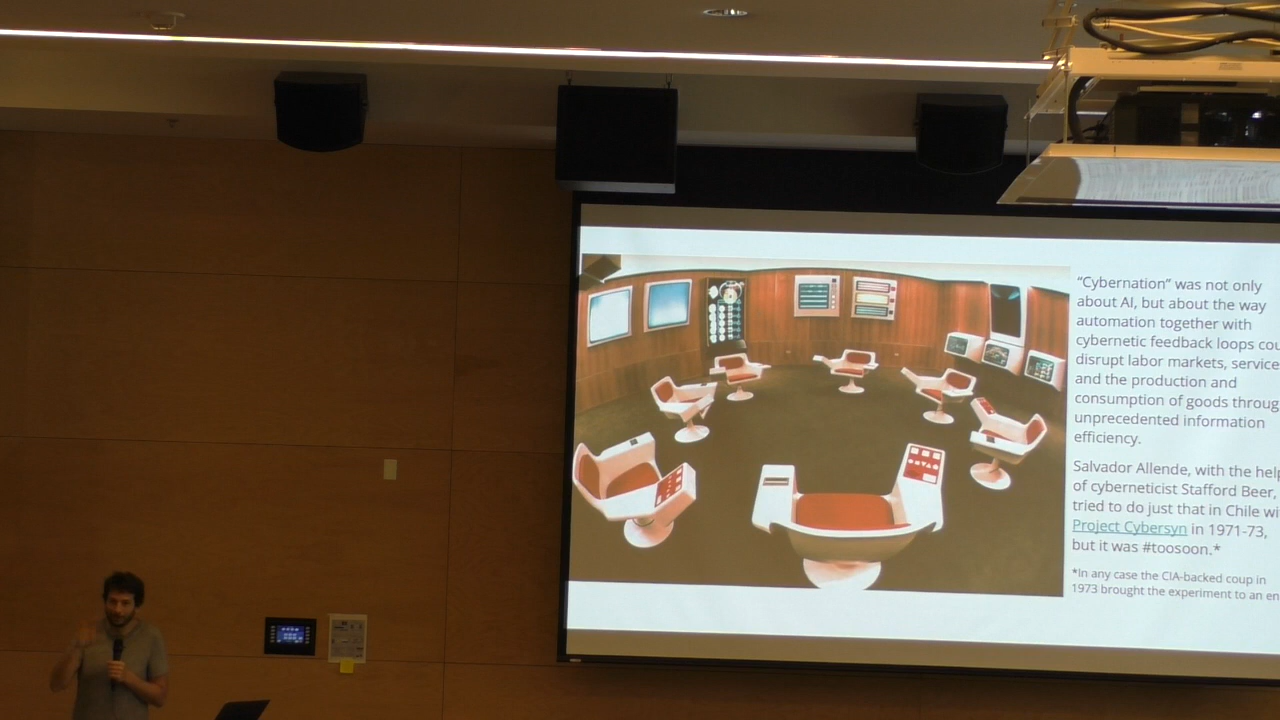 “Cybernation” was not only
about AI, but about the way
automation together with
cybernetic feedback loops
disrupt labor markets,
and the production and
consumption of goods
unprecedented information
efficiency.
Salvador Allende, with the help
of cyberneticist Stafford Beer,
tried to do just that in Chile
Project Cybersyn in 1971-73,
but it was #toosoon.*
*In any case the CIA-backed coup in
1973 brought the experiment to an